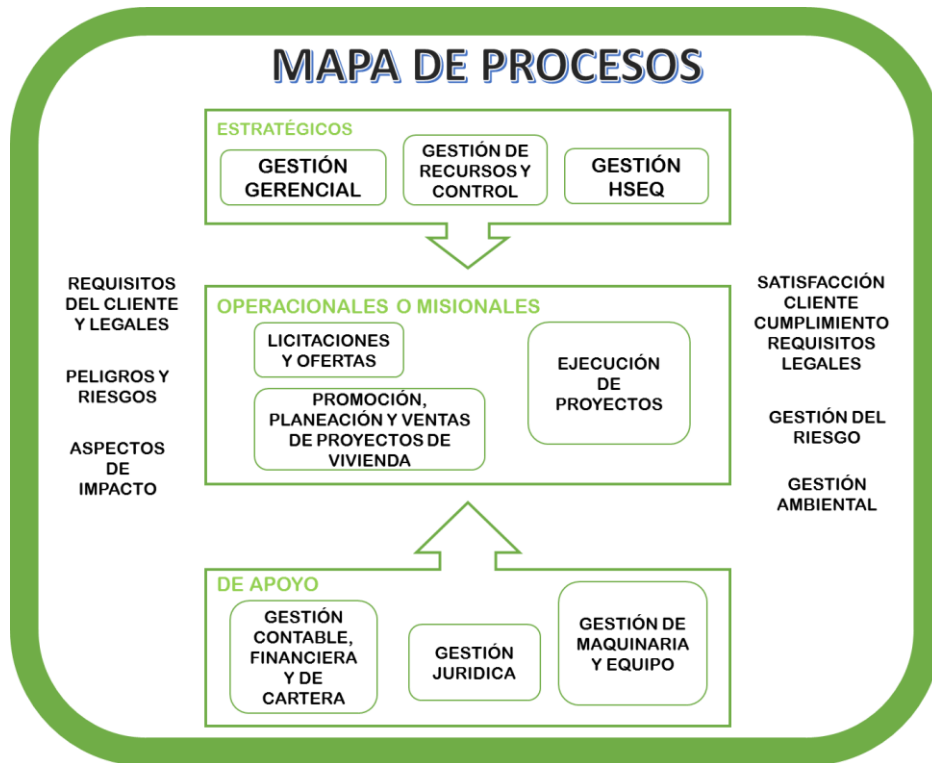 MAPA DE PROCESOS
ESTRATÉGICOS
GESTIÓN
GERENCIAL
GESTIÓN DE
RECURSOS Y
CONTROL
GESTIÓN
HSEQ
REQUISITOS
DEL CLIENTE
Y LEGALES
PELIGROS Y
RIESGOS
ASPECTOS
DE
IMPACTO
OPERACIONALES O MISIONALES
LICITACIONES
Y OFERTAS
PROMOCIÓN,
PLANEACIÓN Y VENTAS
DE PROYECTOS DE
VIVIENDA
EJECUCIÓN
DE
PROYECTOS
SATISFACCIÓN
CLIENTE
CUMPLIMIENTO
REQUISITOS
LEGALES
GESTIÓN DEL
RIESGO
GESTIÓN
AMBIENTAL
DE APOYO
GESTIÓN
CONTABLE,
FINANCIERA
Y DE
CARTERA
GESTIÓN
JURIDICA
GESTIÓN DE
MAQUINARIA
Y EQUIPO